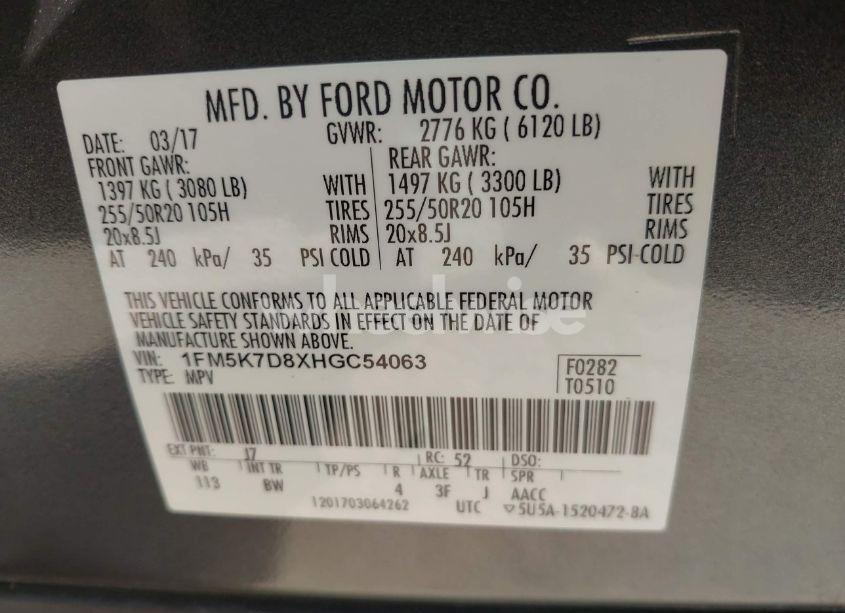 MFD. BY FORD MOTOR CO.
DATE: 03/17 GVWR: 2776 KG ( 6120 LB)
FRONT GAWR: REAR GAWR:
1397 KG ( 3080 LB) WITH 1497 KG ( 3300 LB) WITH
255/50R20 105H TIRES 255/50R20 105H TIRES
20x8.5J RIMS 20x8.5J RIMS
AT 240 kPa/ 35 PSI COLD AT 240 kPa/ 35 PSI COLD
THIS VEHICLE CONFORMS TO ALL APPLICABLE FEDERAL MOTOR
VEHICLE SAFETY STANDARDS IN EFFECT ON THE DATE OF
MANUFACTURE SHOWN ABOVE.
VIN: 1FM5K7D8XHGC54063 F0282
TYPE: MPV T0510
EXT PNT: J7 RC: 52 DSO:
WB INT TR TP/PS R AXLE TR SPR
113 BW 4 3F J AACC
1201703064262 UTC ▽5U5A-1520472-BA